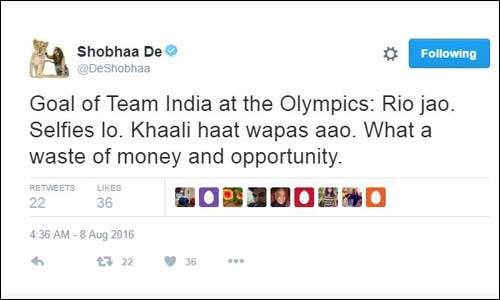 Shobhaa De
@DeShobhaa
Following
Goal of Team India at the Olympics: Rio jao.
Selfies lo. Khaali haat wapas aao. What a
waste of money and opportunity.
RETWEETS LIKES
22 36
4:36 AM - 8 Aug 2016
22 36